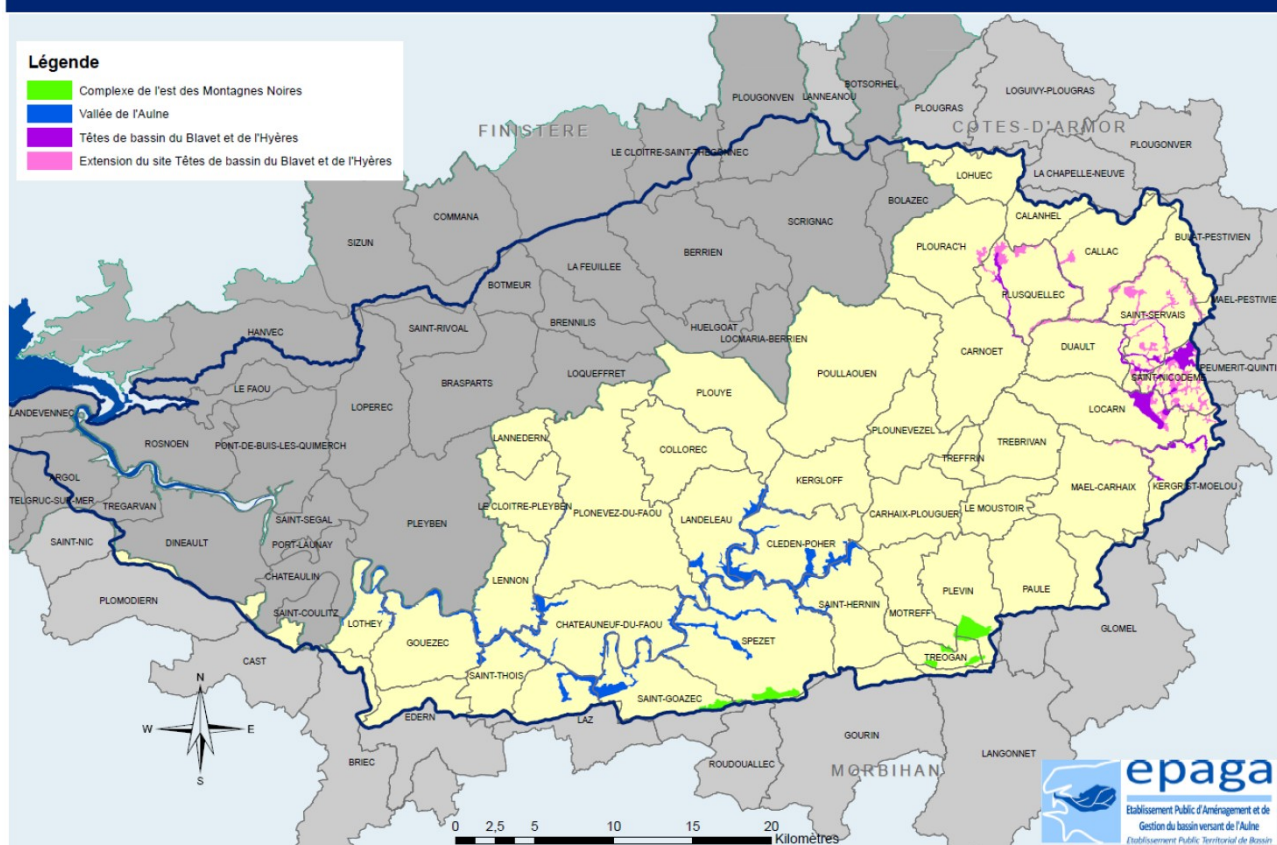 Légende
Complexe de l'est des Montagnes Noires
Vallée de l'Aulne
Têtes de bassin du Blavet et de l'Hyères
Extension du site Têtes de bassin du Blavet et de l'Hyères
FINISTERE
COTES-D'ARMOR
MORBIHAN
PLOUGONVEN
LANNEANOU
BOTSORHEL
PLOUGRAS
LOGUIVY-PLOUGRAS
PLOUGONVER
LE CLOITRE-SAINT-THEGONNEC
LOHUEC
LA CHAPELLE-NEUVE
COMMANA
SCRIGNAC
BOLAZEC
CALANHEL
SIZUN
BERRIEN
PLOURAC'H
CALLAC
BULAT-PESTIVIEN
LA FEUILLEE
BOTMEUR
PLUSQUELLEC
MAEL-PESTIVIE
HANVEC
SAINT-RIVOAL
BRENNILIS
HUELGOAT
LOCMARIA-BERRIEN
SAINT-SERVAIS
CARNOET
DUAULT
LOQUEFFRET
POULLAOUEN
PEUMERIT-QUINTI
SAINT-NICODEME
LE FAOU
BRASPARTS
PLOUYE
LOPEREC
LANDEVENNEC
LOCARN
ROSNOEN
PONT-DE-BUIS-LES-QUIMERCH
LANNEDERN
PLOUNEVEZEL
TREBRIVAN
COLLOREC
TREFFRIN
ARGOL
KERGLOFF
MAEL-CARHAIX
KERGRIST-MOELOU
TELGRUC-SUR-MER
TREGARVAN
LE CLOITRE-PLEYBEN
PLONEVEZ-DU-FAOU
LE MOUSTOIR
SAINT-SEGAL
LANDELEAU
CARHAIX-PLOUGUER
SAINT-NIC
DINEAULT
PORT-LAUNAY
PLEYBEN
CLEDEN-POHER
CHATEAULIN
LENNON
PLEVIN
PAULE
PLOMODIERN
SAINT-COULITZ
SAINT-HERNIN
MOTREFF
LOTHEY
CHATEAUNEUF-DU-FAOU
GLOMEL
GOUEZEC
SPEZET
TREOGAN
CAST
SAINT-THOIS
SAINT-GOAZEC
EDERN
LAZ
GOURIN
LANGONNET
BRIEC
ROUDOUALLEC
N
W
E
S
0 2,5 5 10 15 20
Kilomètres
epaga
Etablissement Public d'Aménagement et de
Gestion du bassin versant de l'Aulne
Etablissement Public Territorial de Bassin